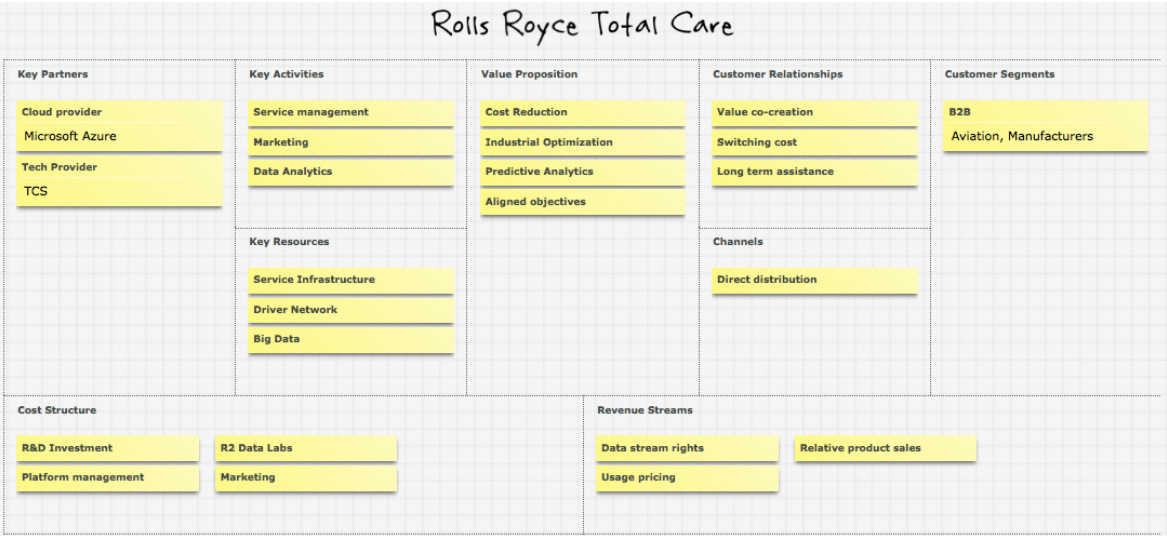 Rolls Royce Total Care
Key Partners
Cloud provider
Microsoft Azure
Tech Provider
TCS
Key Activities
Service management
Marketing
Data Analytics
Key Resources
Service Infrastructure
Driver Network
Big Data
Value Proposition
Cost Reduction
Industrial Optimization
Predictive Analytics
Aligned objectives
Customer Relationships
Value co-creation
Switching cost
Long term assistance
Channels
Direct distribution
Customer Segments
B2B
Aviation, Manufacturers
Cost Structure
R&D Investment
R2 Data Labs
Platform management
Marketing
Revenue Streams
Data stream rights
Relative product sales
Usage pricing